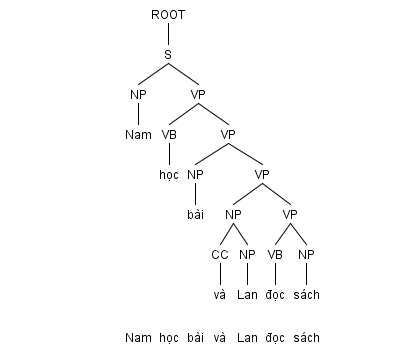 ROOT
S
NP VP
Nam VB VP
học NP VP
bài NP VP
CC NP VB NP
và Lan đọc sách
Nam học bài và Lan đọc sách